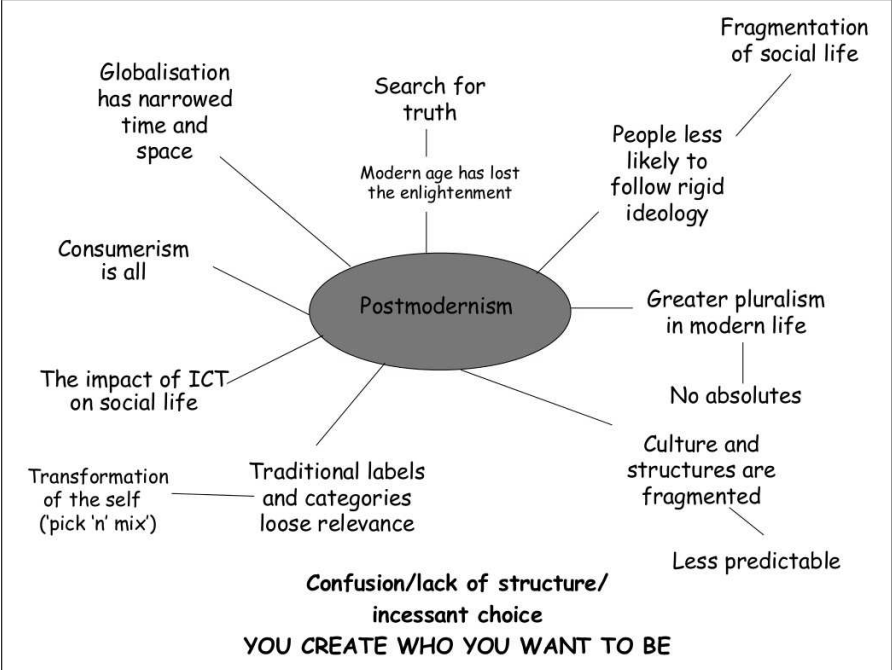 Fragmentation
of social life
Globalisation
has narrowed
time and
space
Search for
truth
People less
likely to
follow rigid
ideology
Modern age has lost
the enlightenment
Consumerism
is all
Postmodernism
Greater pluralism
in modern life
The impact of ICT
on social life
No absolutes
Culture and
structures are
fragmented
Transformation
of the self
('pick 'n' mix')
Traditional labels
and categories
loose relevance
Less predictable
Confusion/lack of structure/
incessant choice
YOU CREATE WHO YOU WANT TO BE